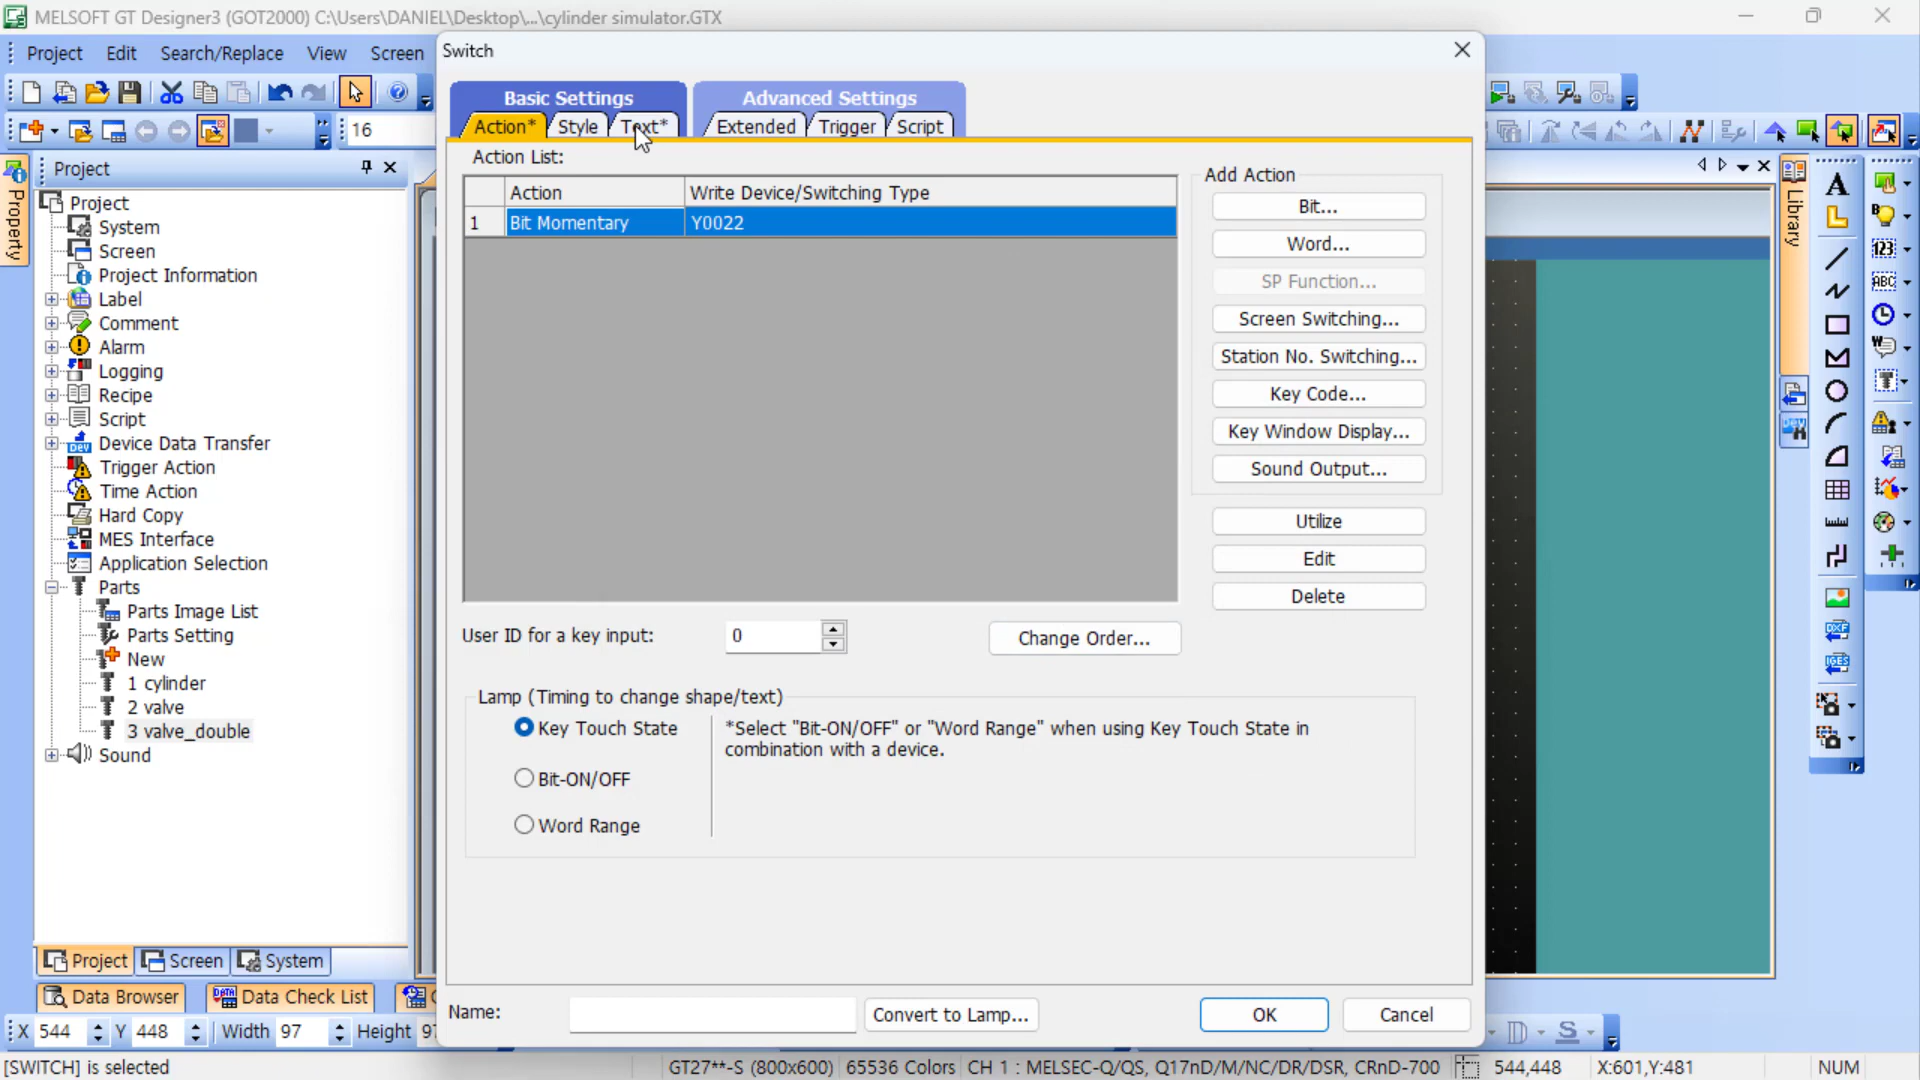 MELSOFT GT Designer3 (GOT2000) C:\Users\DANIEL\Desktop\...\cylinder simulator.GTX
Project Edit Search/Replace View Screen
16
Property
Project
Project
System
Screen
Project Information
Label
Comment
Alarm
Logging
Recipe
Script
Device Data Transfer
Trigger Action
Time Action
Hard Copy
MES Interface
Application Selection
Parts
Parts Image List
Parts Setting
New
1 cylinder
2 valve
3 valve_double
Sound
Project Screen System
Data Browser Data Check List
X 544 Y 448 Width 97 Height
[SWITCH] is selected
Switch
Basic Settings Advanced Settings
Action* Style Text* Extended Trigger Script
Action List:
Action Write Device/Switching Type
1 Bit Momentary Y0022
Add Action
Bit...
Word...
SP Function...
Screen Switching...
Station No. Switching...
Key Code...
Key Window Display...
Sound Output...
Utilize
Edit
Delete
User ID for a key input: 0 Change Order...
Lamp (Timing to change shape/text)
Key Touch State
Bit-ON/OFF
Word Range
*Select "Bit-ON/OFF" or "Word Range" when using Key Touch State in
combination with a device.
Name: Convert to Lamp... OK Cancel
Library
A
123
ABC
DXF
IGES
GT27**-S (800x600) 65536 Colors CH 1 : MELSEC-Q/QS, Q17nD/M/NC/DR/DSR, CRnD-700 544,448 X:601,Y:481 NUM